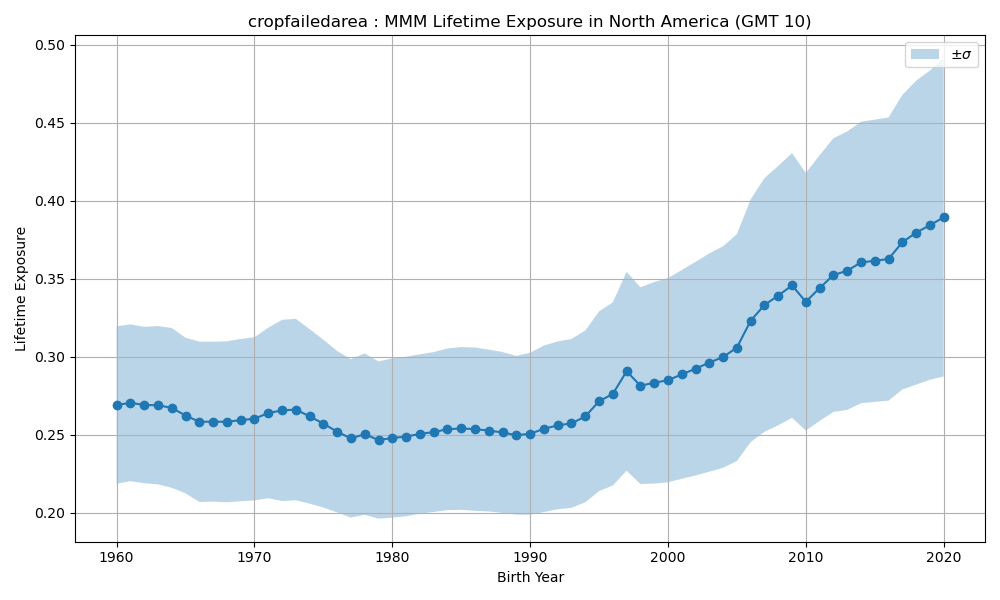 cropfailedarea : MMM Lifetime Exposure in North America (GMT 10)
±σ
Lifetime Exposure
0.50
0.45
0.40
0.35
0.30
0.25
0.20
1960 1970 1980 1990 2000 2010 2020
Birth Year